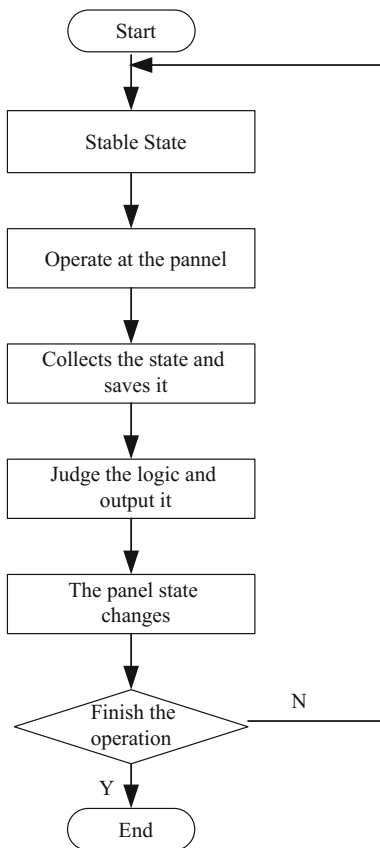 Start
Stable State
Operate at the pannel
Collects the state and
saves it
Judge the logic and
output it
The panel state
changes
Finish the
operation
N
Y
End